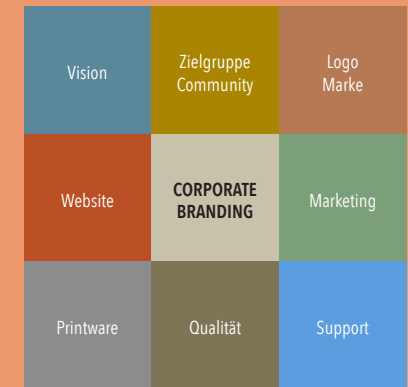 Vision
Zielgruppe
Community
Logo
Marke
Website
CORPORATE
BRANDING
Marketing
Printware
Qualität
Support